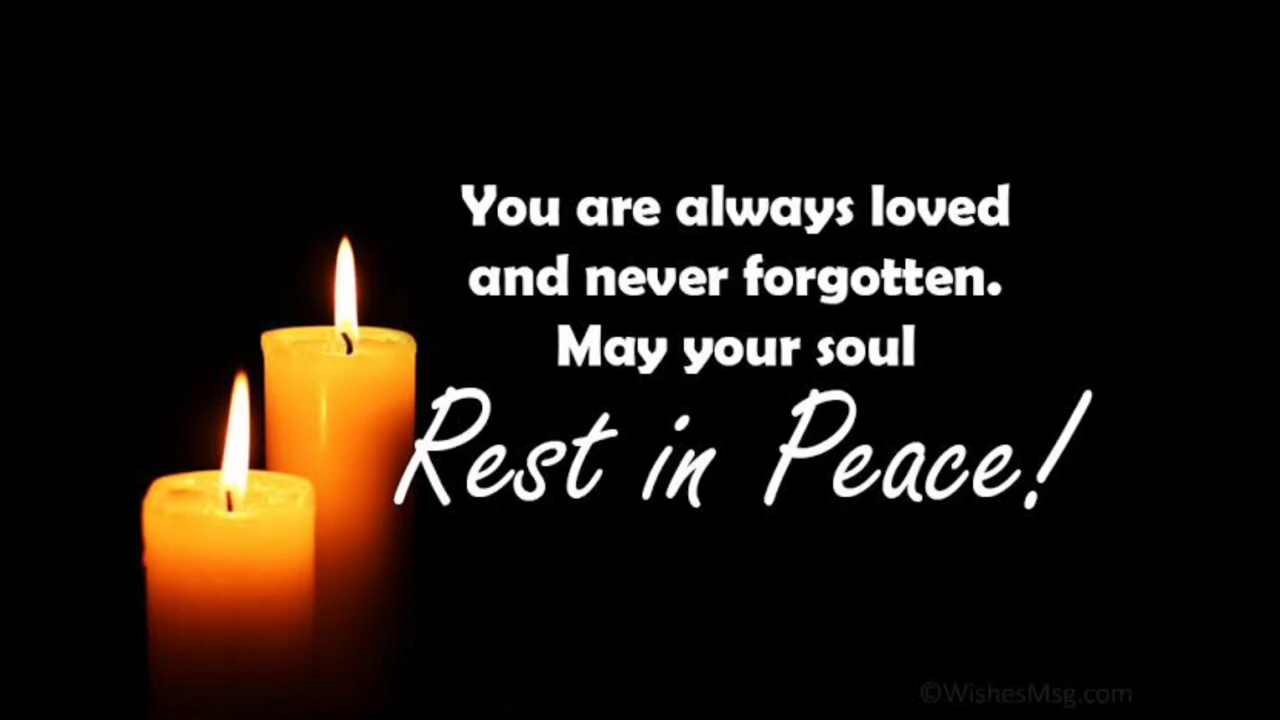 You are always loved
and never forgotten.
May your soul
Rest in Peace!
©WishesMsg.com